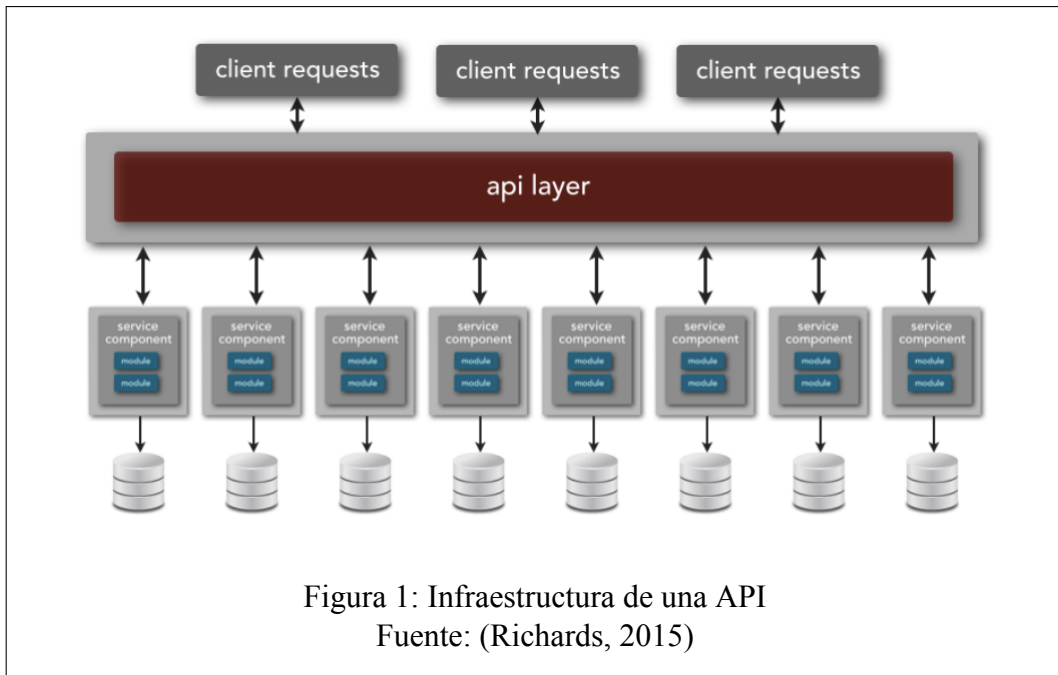 client requests
client requests
client requests
api layer
service
component
module
module
service
component
module
module
service
component
module
module
service
component
module
module
service
component
module
module
service
component
module
module
service
component
module
module
service
component
module
module
Figura 1: Infraestructura de una API
Fuente: (Richards, 2015)